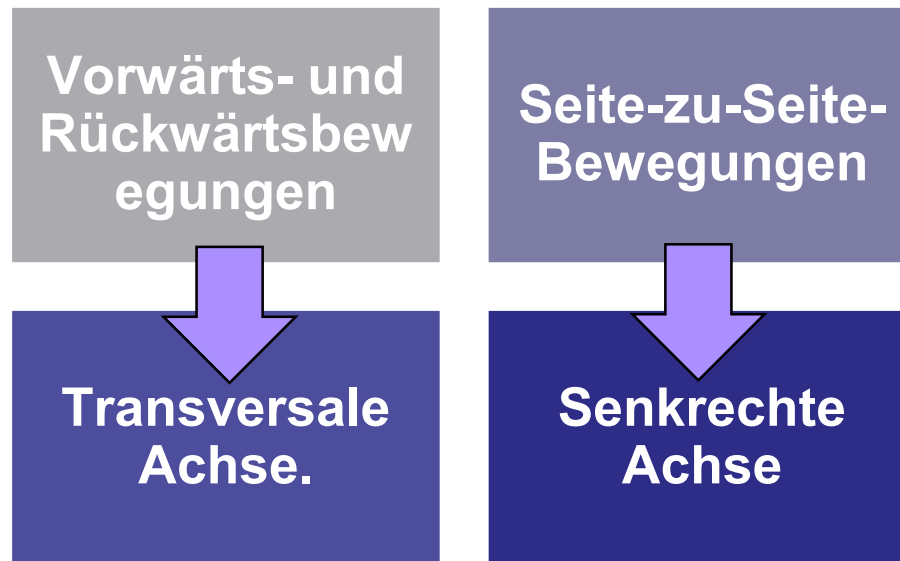 Vorwärts- und
Rückwärtsbew
egungen
Seite-zu-Seite-
Bewegungen
Transversale
Achse.
Senkrechte
Achse